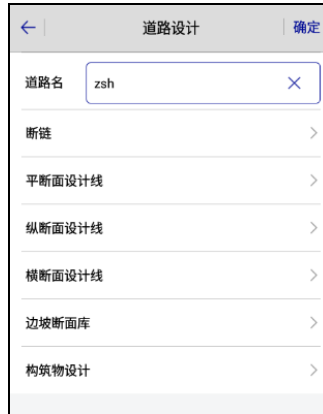 道路设计 确定
道路名 zsh
断链
平断面设计线
纵断面设计线
横断面设计线
边坡断面库
构筑物设计